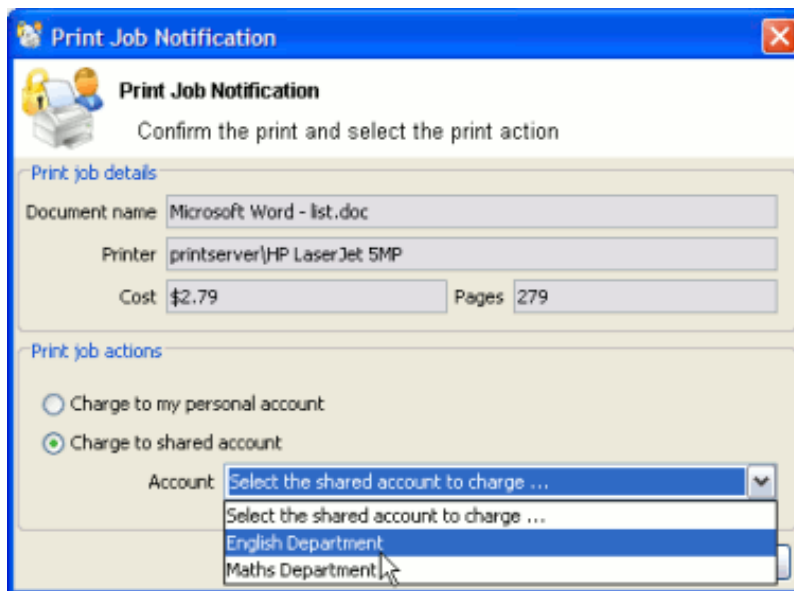 Print Job Notification
Print Job Notification
Confirm the print and select the print action
Print job details
Document name Microsoft Word - list.doc
Printer printserver\HP LaserJet 5MP
Cost $2.79 Pages 279
Print job actions
Charge to my personal account
Charge to shared account
Account Select the shared account to charge ...
Select the shared account to charge ...
English Department
Maths Department